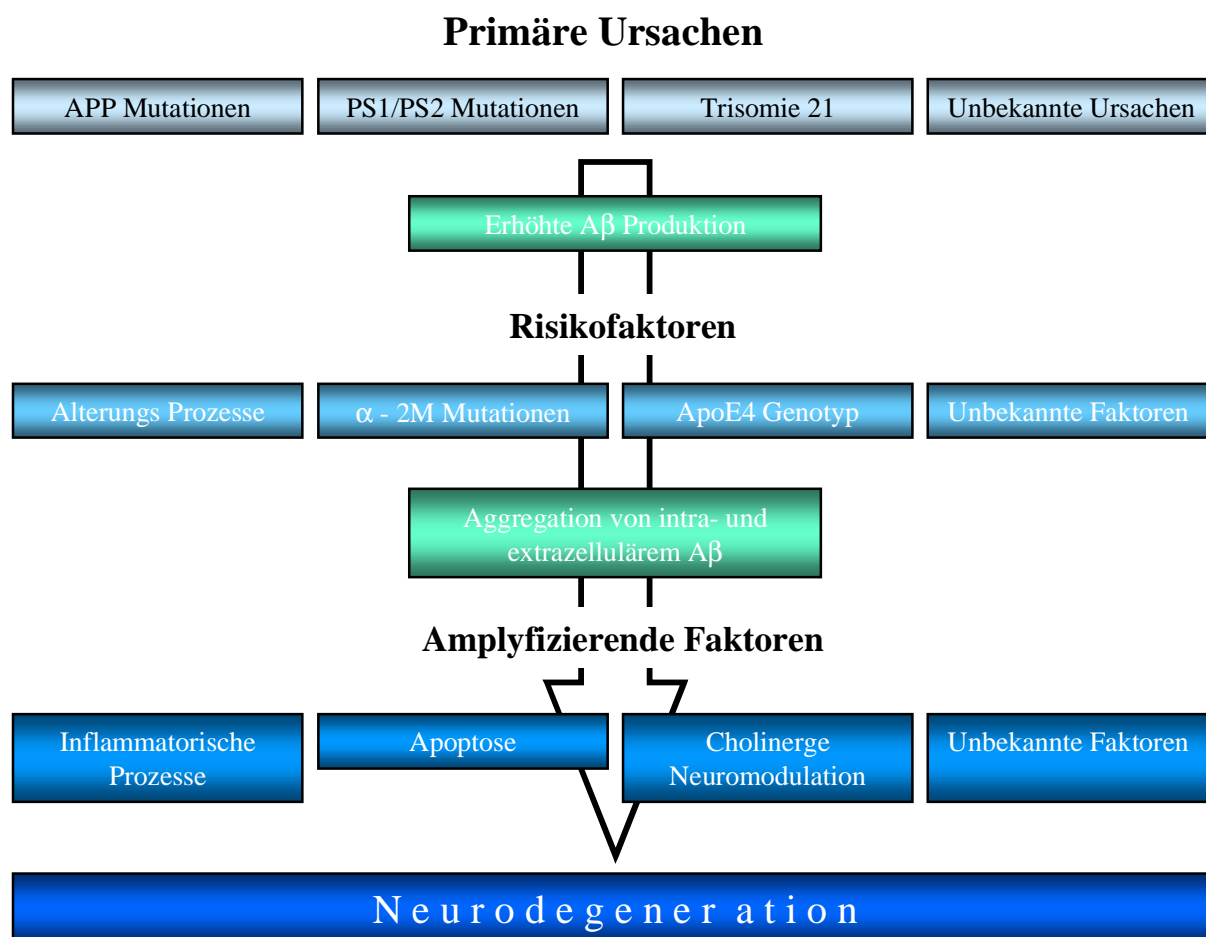 Primäre Ursachen
APP Mutationen
PS1/PS2 Mutationen
Trisomie 21
Unbekannte Ursachen
Erhöhte Aβ Produktion
Risikofaktoren
Alterungs Prozesse
α - 2M Mutationen
ApoE4 Genotyp
Unbekannte Faktoren
Aggregation von intra- und
extrazellulärem Aβ
Amplyfizierende Faktoren
Inflammatorische
Prozesse
Apoptose
Cholinerge
Neuromodulation
Unbekannte Faktoren
N e u r o d e g e n e r a t i o n